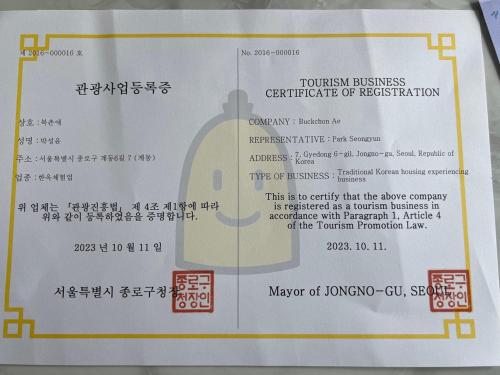 제 2016-000016 호
관광사업등록증
상호 : 북촌애
성명 : 박성윤
주소 : 서울특별시 종로구 계동6길 7 (계동)
업종 : 한옥체험업
위 업체는 「관광진흥법」 제 4조 제1항에 따라
위와 같이 등록하였음을 증명합니다.
2023 년 10 월 11 일
서울특별시 종로구청장
종로구
청장인
No. 2016-000016
TOURISM BUSINESS
CERTIFICATE OF REGISTRATION
COMPANY : Buckchon Ae
REPRESENTATIVE : Park Seongyun
ADDRESS : 7, Gyedong 6-gil, Jongno-gu, Seoul, Republic of
Korea
TYPE OF BUSINESS : Traditional Korean housing experiencing
business
This is to certify that the above company
is registered as a tourism business in
accordance with Paragraph 1, Article 4
of the Tourism Promotion Law.
2023. 10. 11.
Mayor of JONGNO-GU, SEOUL
종로구
청장인